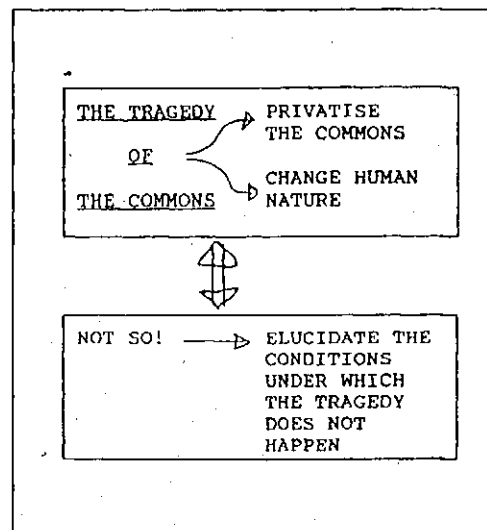 THE TRAGEDY
OF
THE COMMONS
PRIVATISE
THE COMMONS
CHANGE HUMAN
NATURE
NOT SO!
ELUCIDATE THE
CONDITIONS
UNDER WHICH
THE TRAGEDY
DOES NOT
HAPPEN